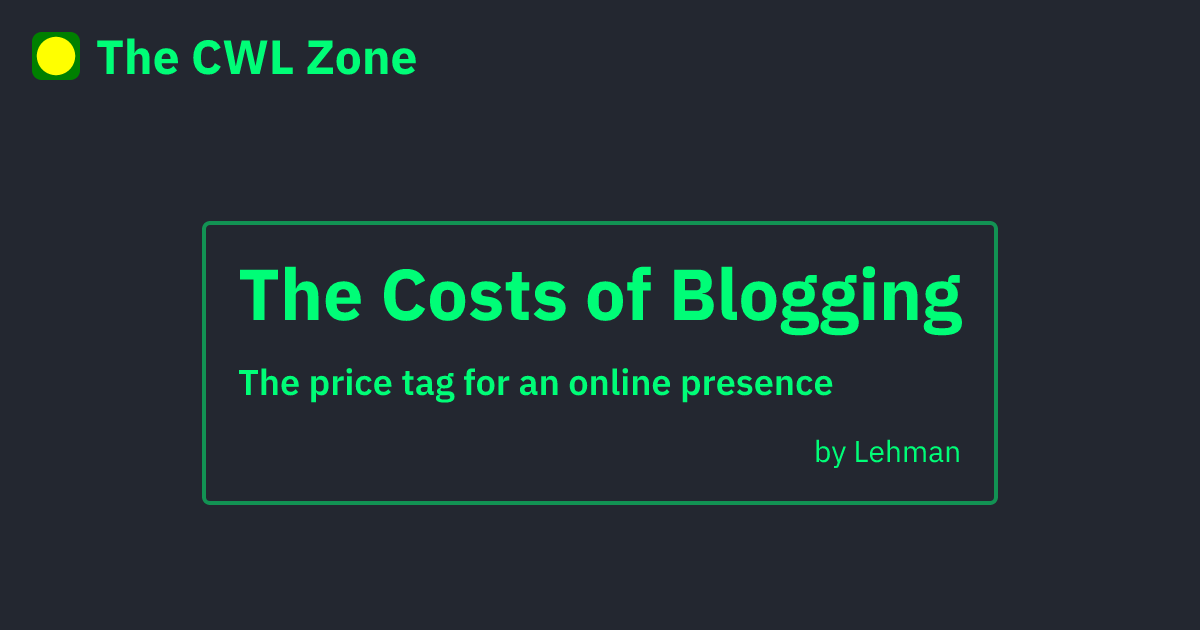 The CWL Zone
The Costs of Blogging
The price tag for an online presence
by Lehman